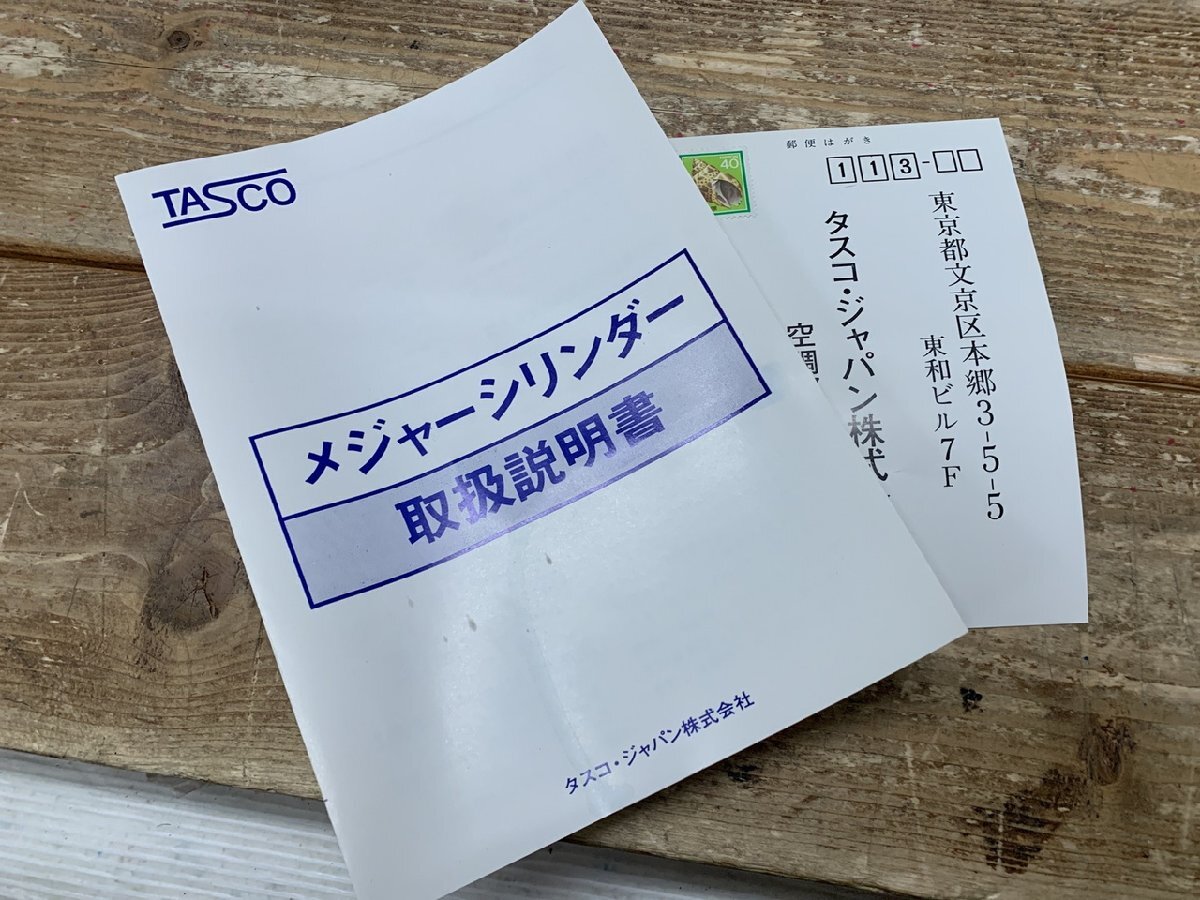 TASCO
メジャーシリンダー
取扱説明書
タスコ・ジャパン株式会社
郵便はがき
40
113-
東京都文京区本郷3-5-5
東和ビル7F
タスコ・ジャパン株式
空調